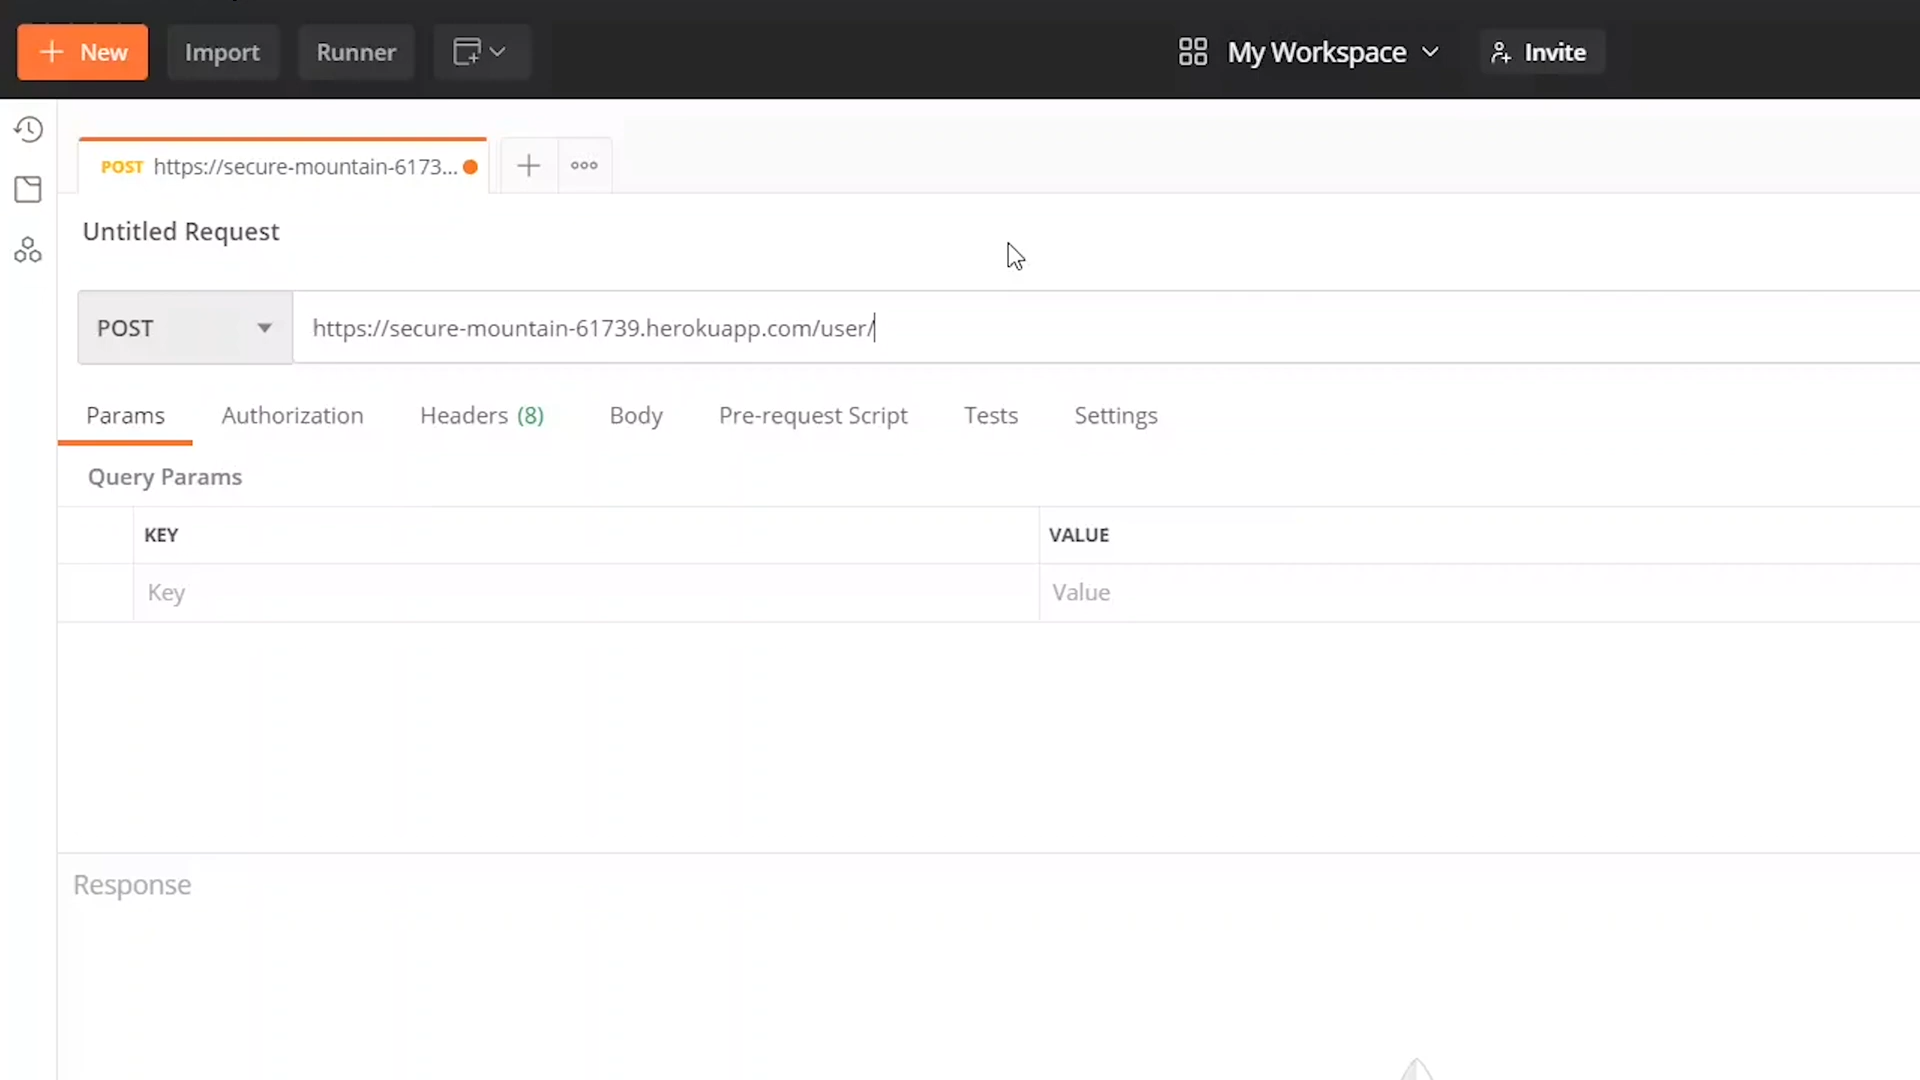 New Import Runner My Workspace Invite
POST https://secure-mountain-6173...
Untitled Request
POST https://secure-mountain-61739.herokuapp.com/user/
Params Authorization Headers (8) Body Pre-request Script Tests Settings
Query Params
KEY VALUE
Key Value
Response